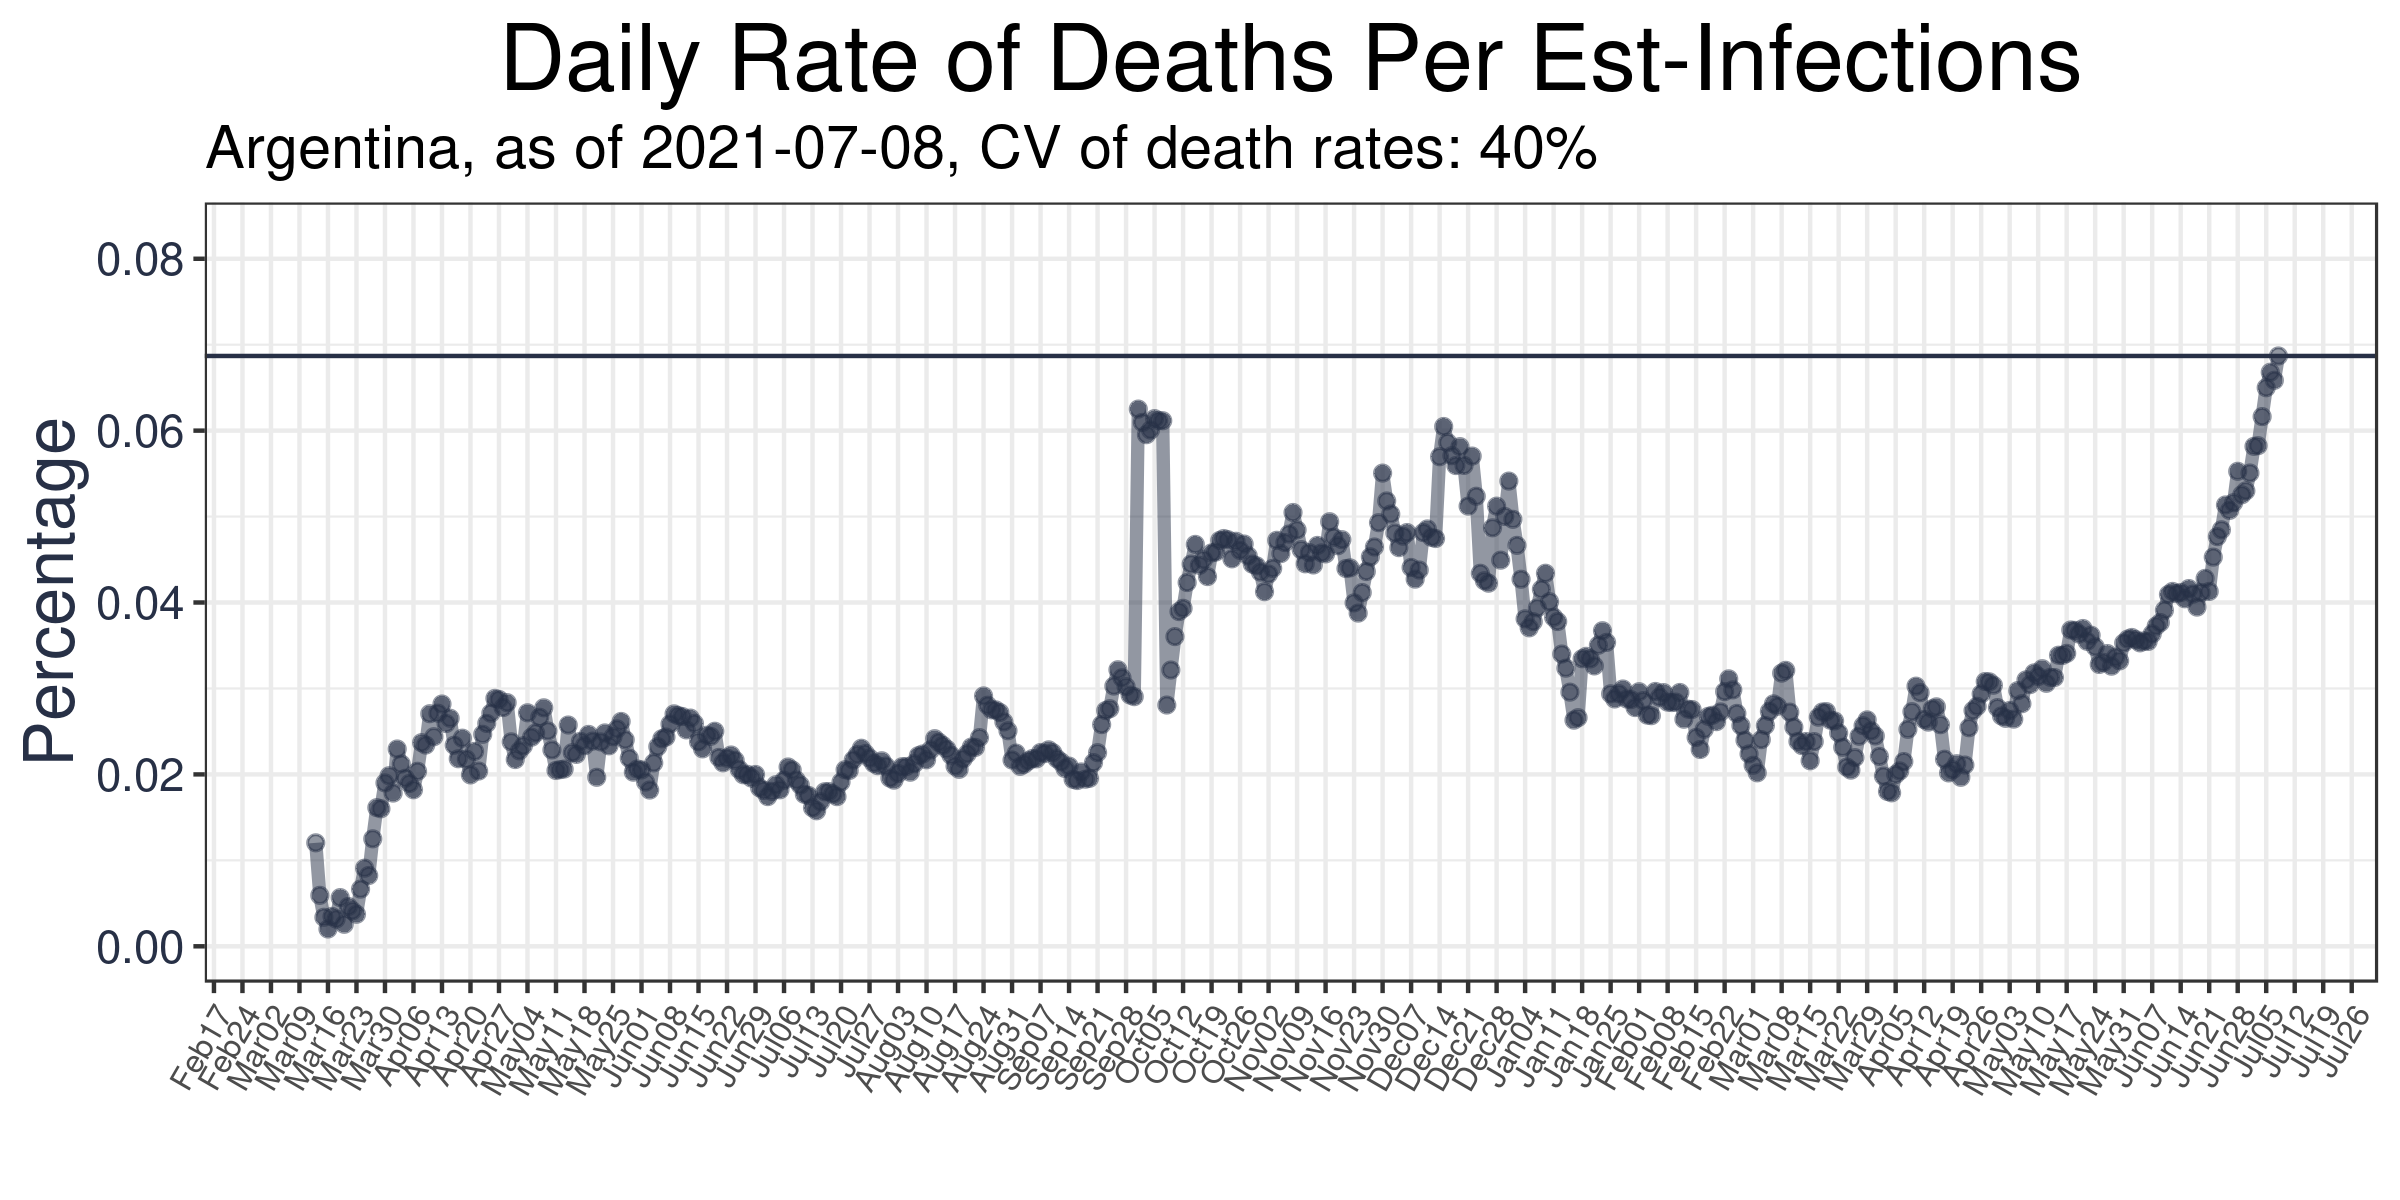 Daily Rate of Deaths Per Est-Infections
Argentina, as of 2021-07-08, CV of death rates: 40%
Percentage
0.08
0.06
0.04
0.02
0.00
Feb17 Feb24 Mar02 Mar09 Mar16 Mar23 Mar30 Apr06 Apr13 Apr20 Apr27 May04 May11 May18 May25 Jun01 Jun08 Jun15 Jun22 Jun29 Jul06 Jul13 Jul20 Jul27 Aug03 Aug10 Aug17 Aug24 Aug31 Sep07 Sep14 Sep21 Sep28 Oct05 Oct12 Oct19 Oct26 Nov02 Nov09 Nov16 Nov23 Nov30 Dec07 Dec14 Dec21 Dec28 Jan04 Jan11 Jan18 Jan25 Feb01 Feb08 Feb15 Feb22 Mar01 Mar08 Mar15 Mar22 Mar29 Apr05 Apr12 Apr19 Apr26 May03 May10 May17 May24 May31 Jun07 Jun14 Jun21 Jun28 Jul05 Jul12 Jul19 Jul26